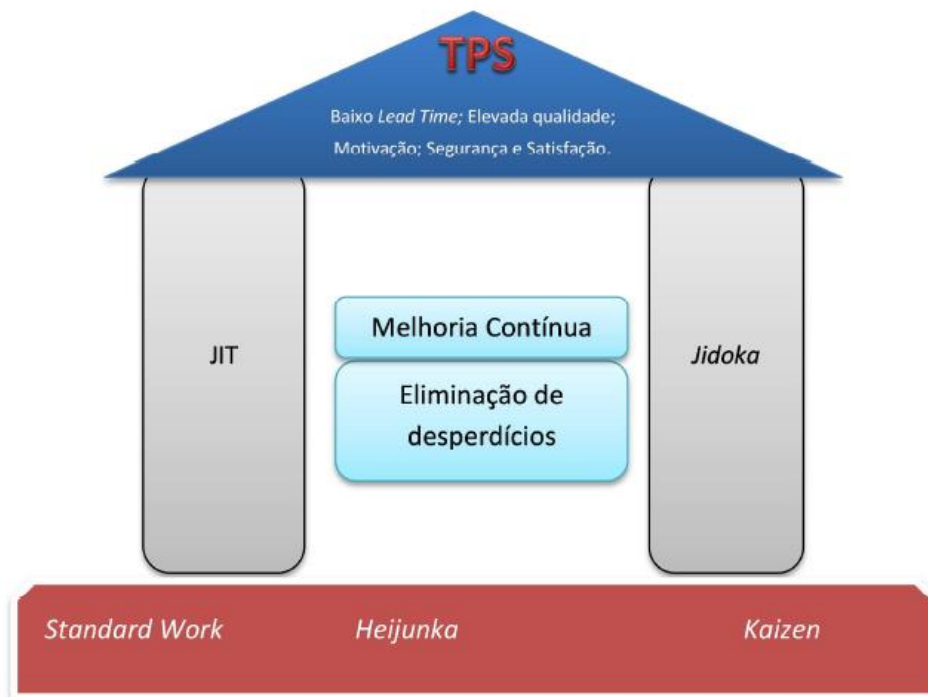 TPS
Baixo Lead Time; Elevada qualidade;
Motivação; Segurança e Satisfação.
JIT
Melhoria Contínua
Eliminação de
desperdícios
Jidoka
Standard Work Heijunka Kaizen